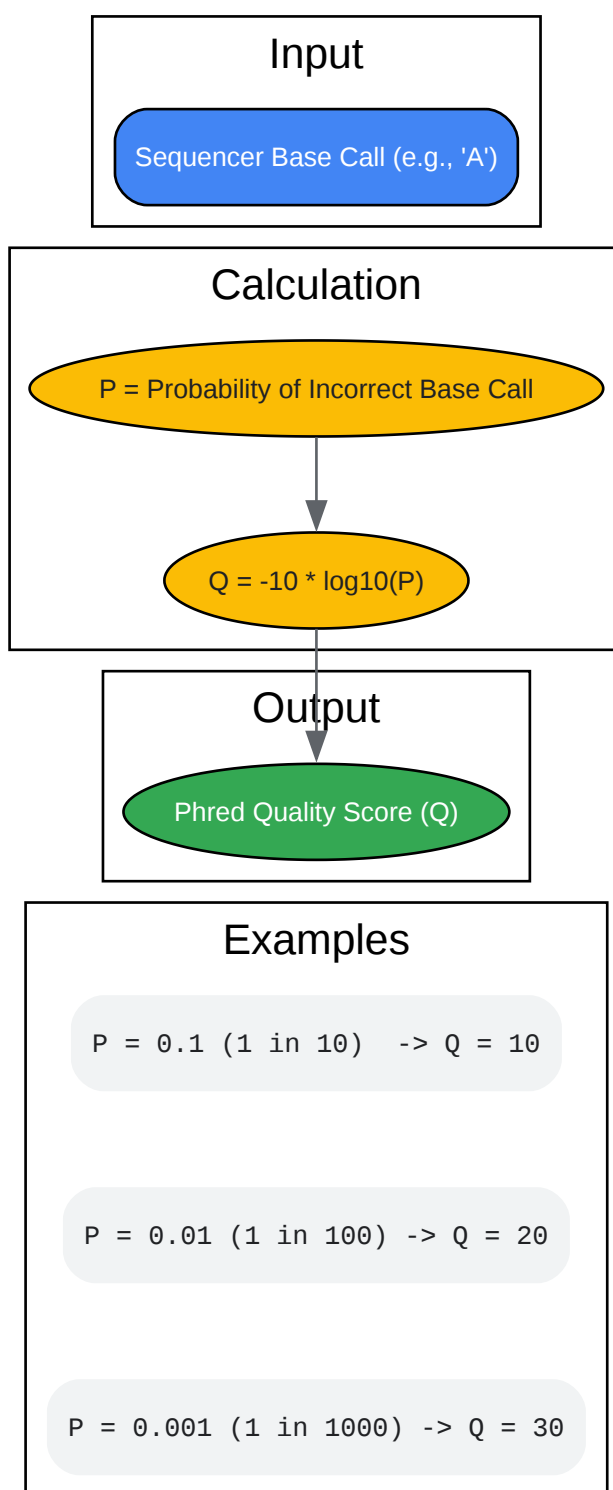 Input
Sequencer Base Call (e.g., 'A')
Calculation
P = Probability of Incorrect Base Call
Q = -10 * log10(P)
Output
Phred Quality Score (Q)
Examples
P = 0.1 (1 in 10)  -> Q = 10
P = 0.01 (1 in 100) -> Q = 20
P = 0.001 (1 in 1000) -> Q = 30